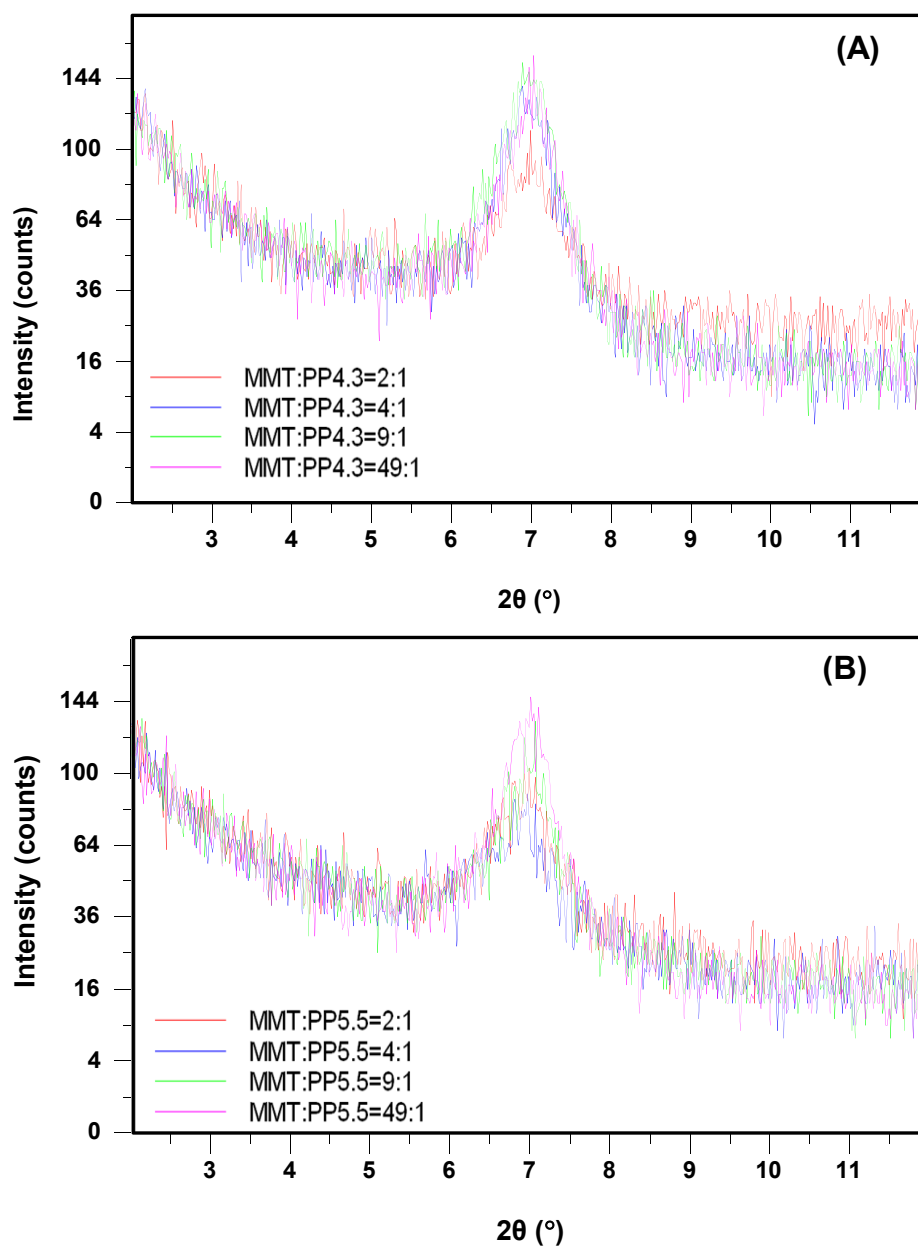 (A)
Intensity (counts)
144
100
64
36
16
4
0
MMT:PP4.3=2:1
MMT:PP4.3=4:1
MMT:PP4.3=9:1
MMT:PP4.3=49:1
3 4 5 6 7 8 9 10 11
2θ (°)
(B)
Intensity (counts)
144
100
64
36
16
4
0
MMT:PP5.5=2:1
MMT:PP5.5=4:1
MMT:PP5.5=9:1
MMT:PP5.5=49:1
3 4 5 6 7 8 9 10 11
2θ (°)